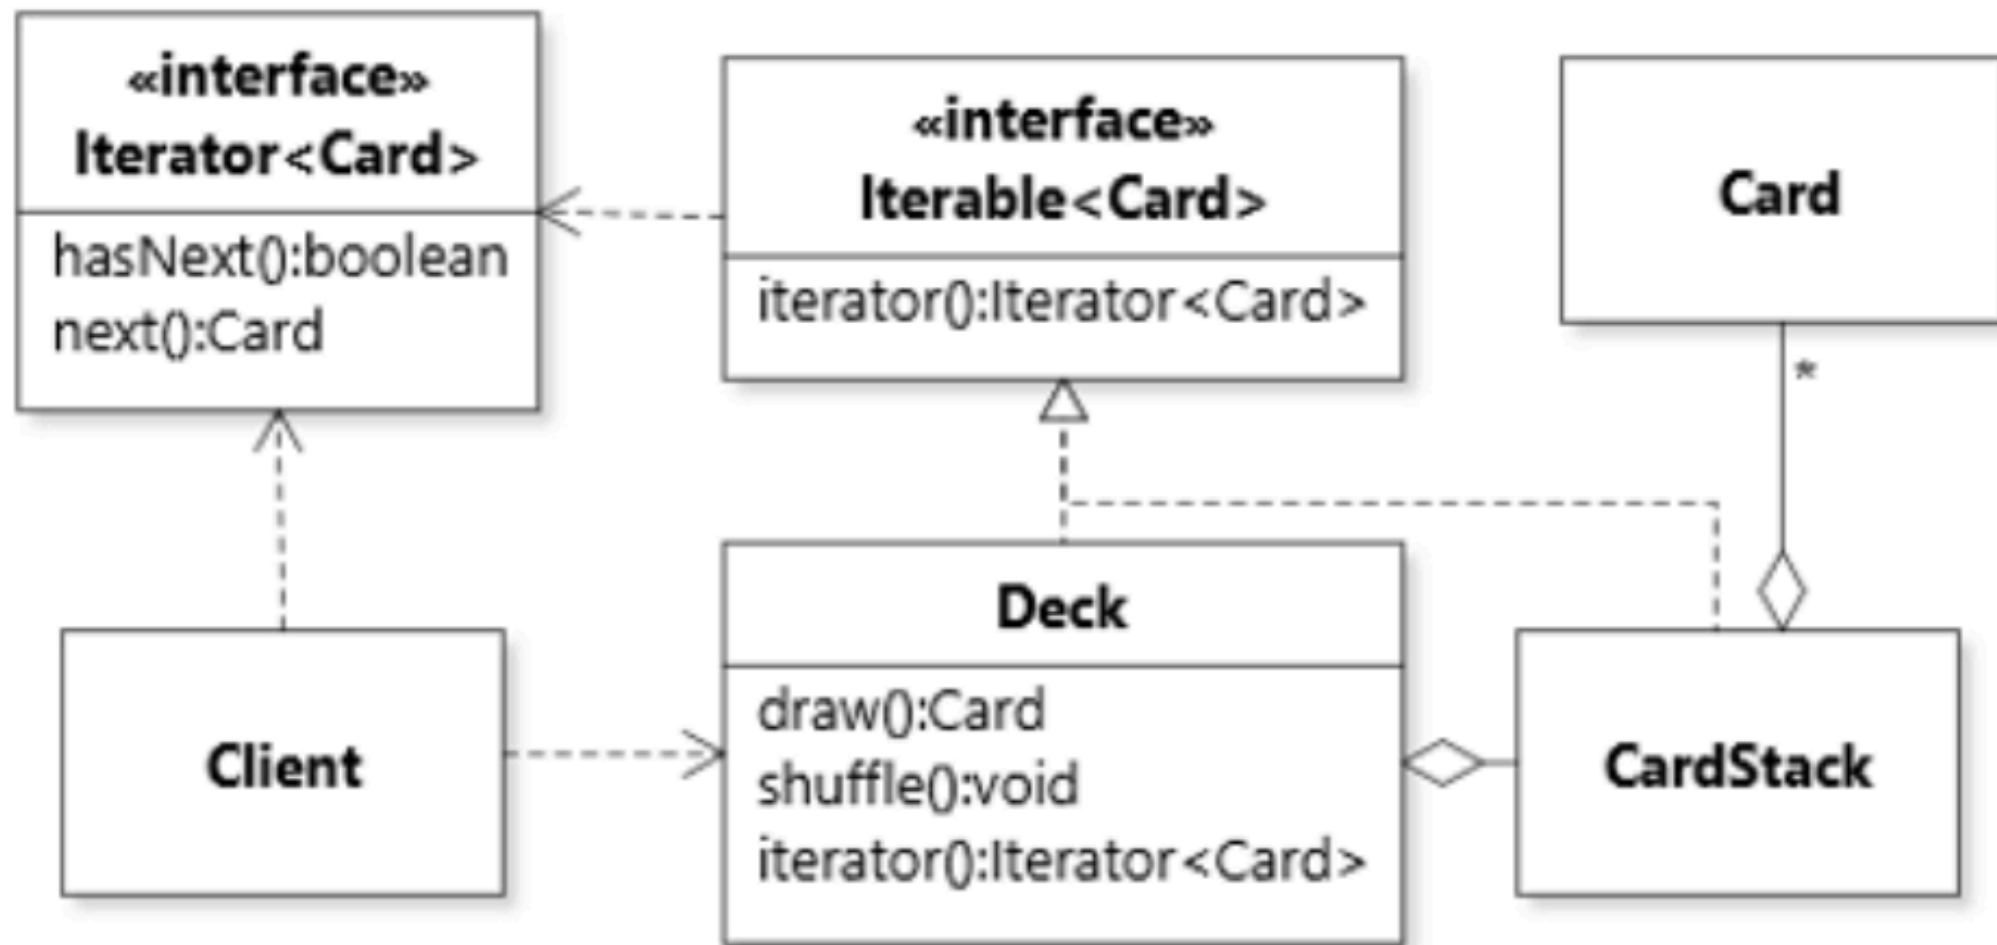 «interface»
Iterator<Card>
hasNext():boolean
next():Card
«interface»
Iterable<Card>
iterator():Iterator<Card>
Card
*
Client
Deck
draw():Card
shuffle():void
iterator():Iterator<Card>
CardStack